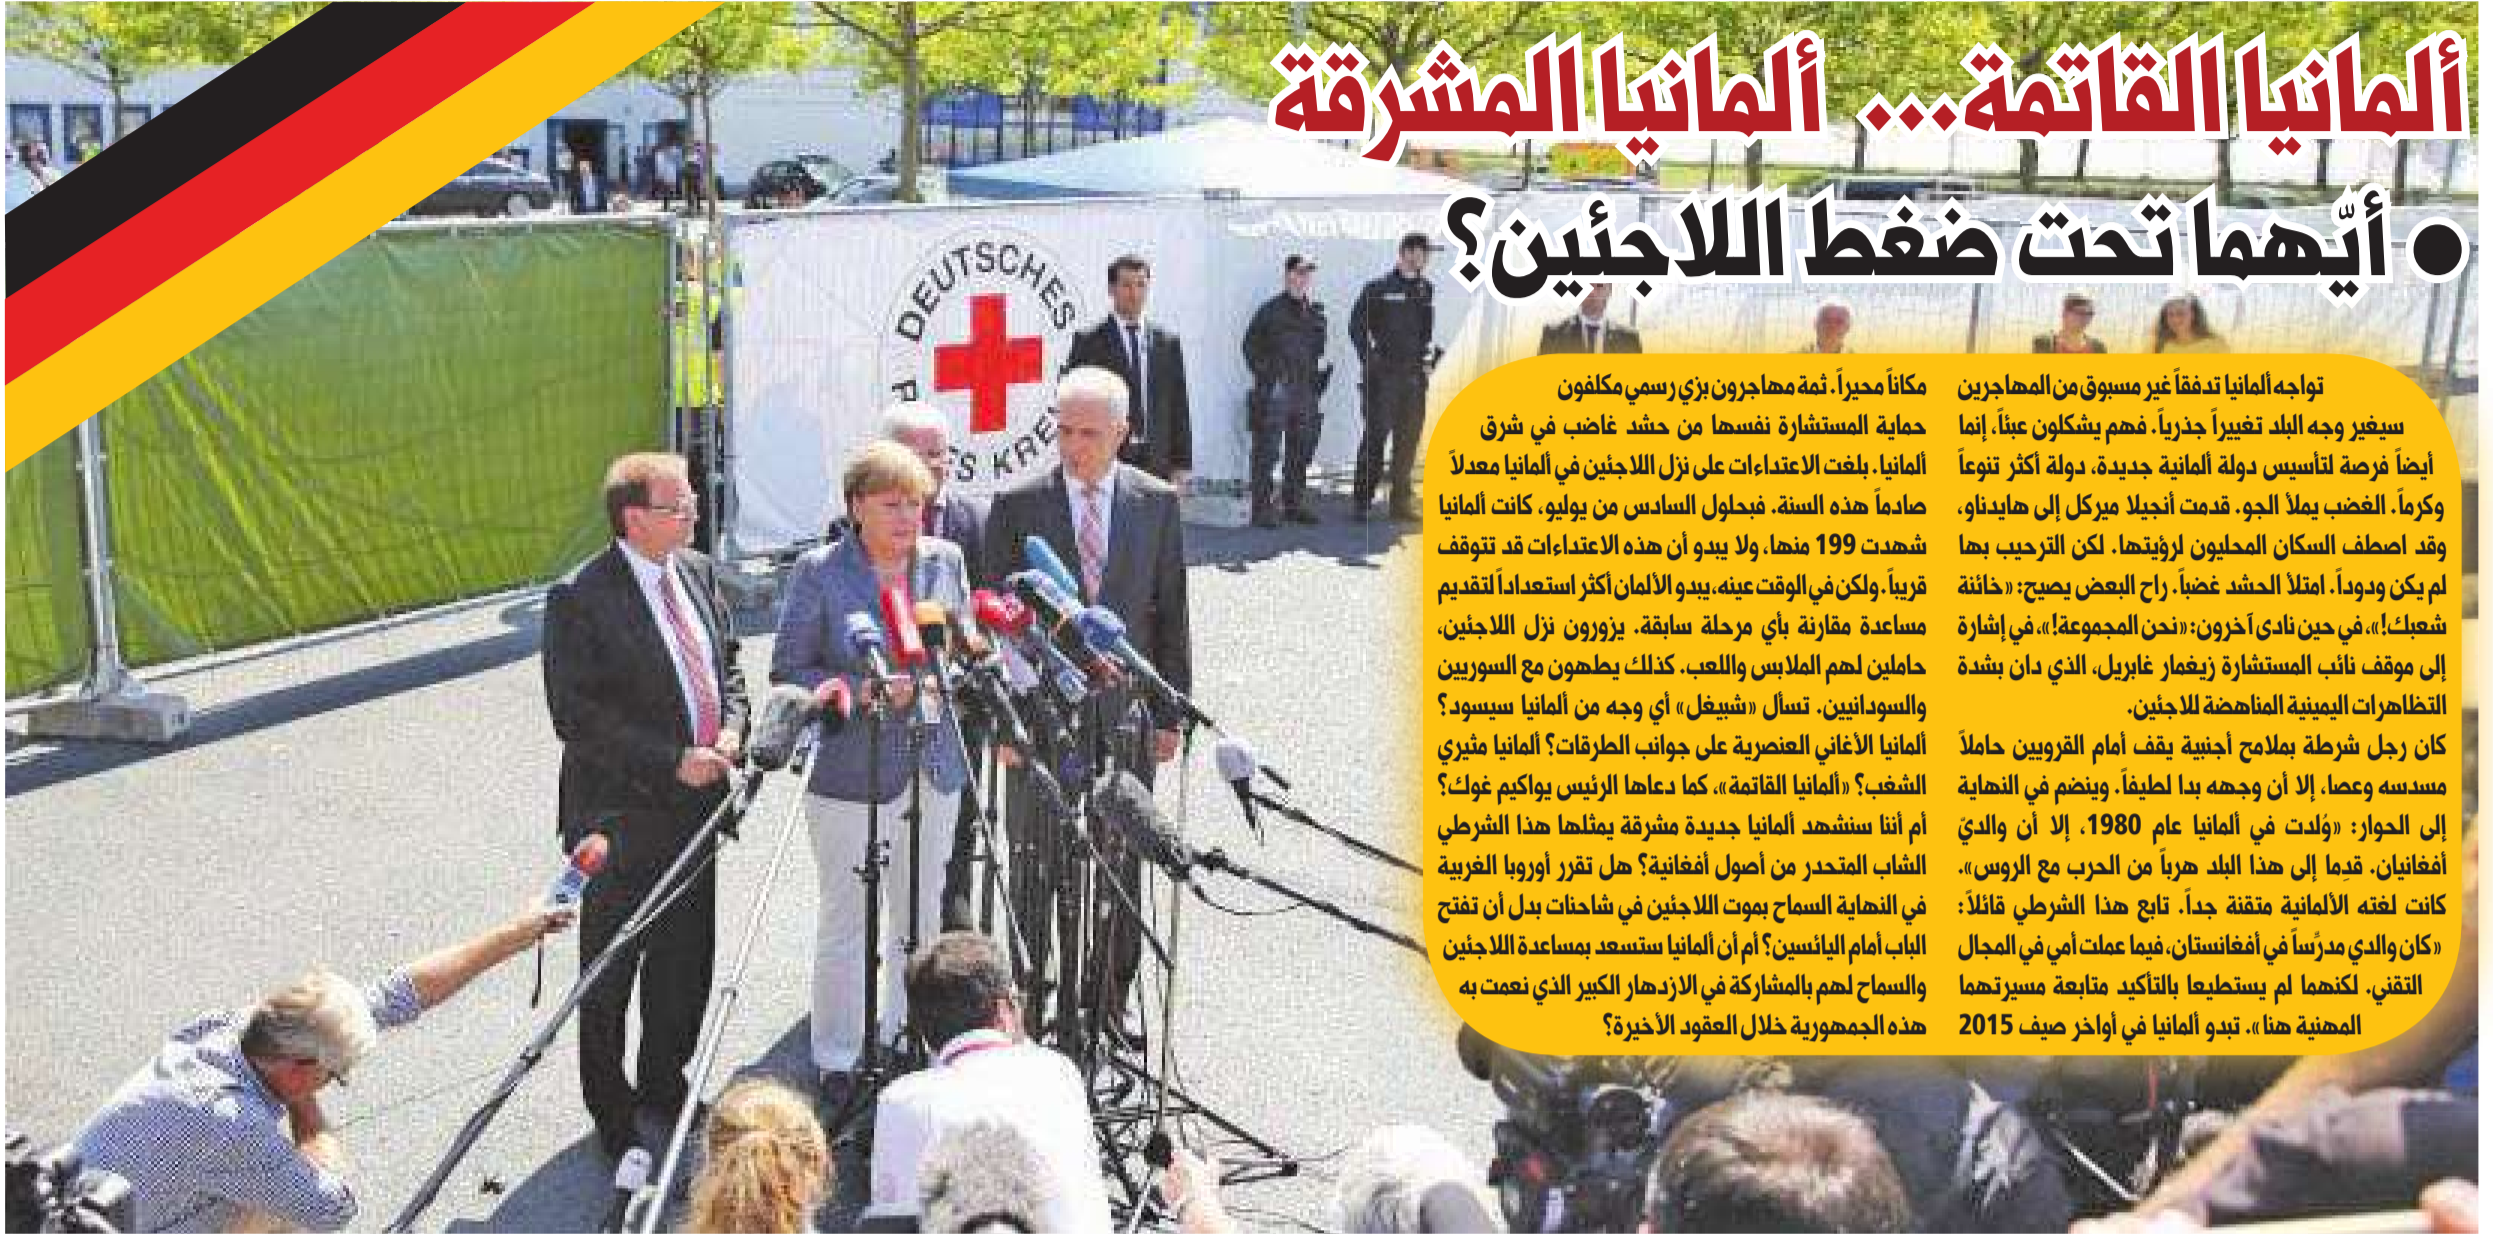 ألمانيا القاتمة... ألمانيا المشرقة
● أيَّهما تحت ضغط اللاجئين؟
تواجه ألمانيا تدفقاً غير مسبوق من المهاجرين
سيغير وجه البلد تغييراً جذرياً. فهم يشكلون عبئاً، إنما
أيضاً فرصة لتأسيس دولة ألمانية جديدة، دولة أكثر تنوعاً
وكرماً. الغضب يملأ الجو. قدمت أنجيلا ميركل إلى هايدناو،
وقد اصطف السكان المحليون لرؤيتها. لكن الترحيب بها
لم يكن ودوداً. امتلأ الحشد غضباً. راح البعض يصيح: «خائنة
شعبك!»، في حين نادى آخرون: «نحن المجموعة!»، في إشارة
إلى موقف نائب المستشارة زيغمار غابريل، الذي دان بشدة
التظاهرات اليمينية المناهضة للاجئين.
كان رجل شرطة بملامح أجنبية يقف أمام القرويين حاملاً
مسدسه وعصا، إلا أن وجهه بدا لطيفاً. وينضم في النهاية
إلى الحوار: «وُلدت في ألمانيا عام 1980، إلا أن والديّ
أفغانيان. قدِما إلى هذا البلد هرباً من الحرب مع الروس».
كانت لغته الألمانية متقنة جداً. تابع هذا الشرطي قائلاً:
«كان والدي مدرِّساً في أفغانستان، فيما عملت أمي في المجال
التقني. لكنهما لم يستطيعا بالتأكيد متابعة مسيرتهما
المهنية هنا». تبدو ألمانيا في أواخر صيف 2015
مكاناً محيراً. ثمة مهاجرون بزي رسمي مكلفون
حماية المستشارة نفسها من حشد غاضب في شرق
ألمانيا. بلغت الاعتداءات على نزل اللاجئين في ألمانيا معدلاً
صادماً هذه السنة. فبحلول السادس من يوليو، كانت ألمانيا
شهدت 199 منها، ولا يبدو أن هذه الاعتداءات قد تتوقف
قريباً. ولكن في الوقت عينه، يبدو الألمان أكثر استعداداً لتقديم
مساعدة مقارنة بأي مرحلة سابقة. يزورون نزل اللاجئين،
حاملين لهم الملابس واللعب. كذلك يطهون مع السوريين
والسودانيين. تسأل «شبيغل» أي وجه من ألمانيا سيسود؟
ألمانيا الأغاني العنصرية على جوانب الطرقات؟ ألمانيا مثيري
الشغب؟ «ألمانيا القاتمة»، كما دعاها الرئيس يواكيم غوك؟
أم أننا سنشهد ألمانيا جديدة مشرقة يمثلها هذا الشرطي
الشاب المتحدر من أصول أفغانية؟ هل تقرر أوروبا الغربية
في النهاية السماح بموت اللاجئين في شاحنات بدل أن تفتح
الباب أمام اليائسين؟ أم أن ألمانيا ستسعد بمساعدة اللاجئين
والسماح لهم بالمشاركة في الازدهار الكبير الذي نعمت به
هذه الجمهورية خلال العقود الأخيرة؟
DEUTSCHES